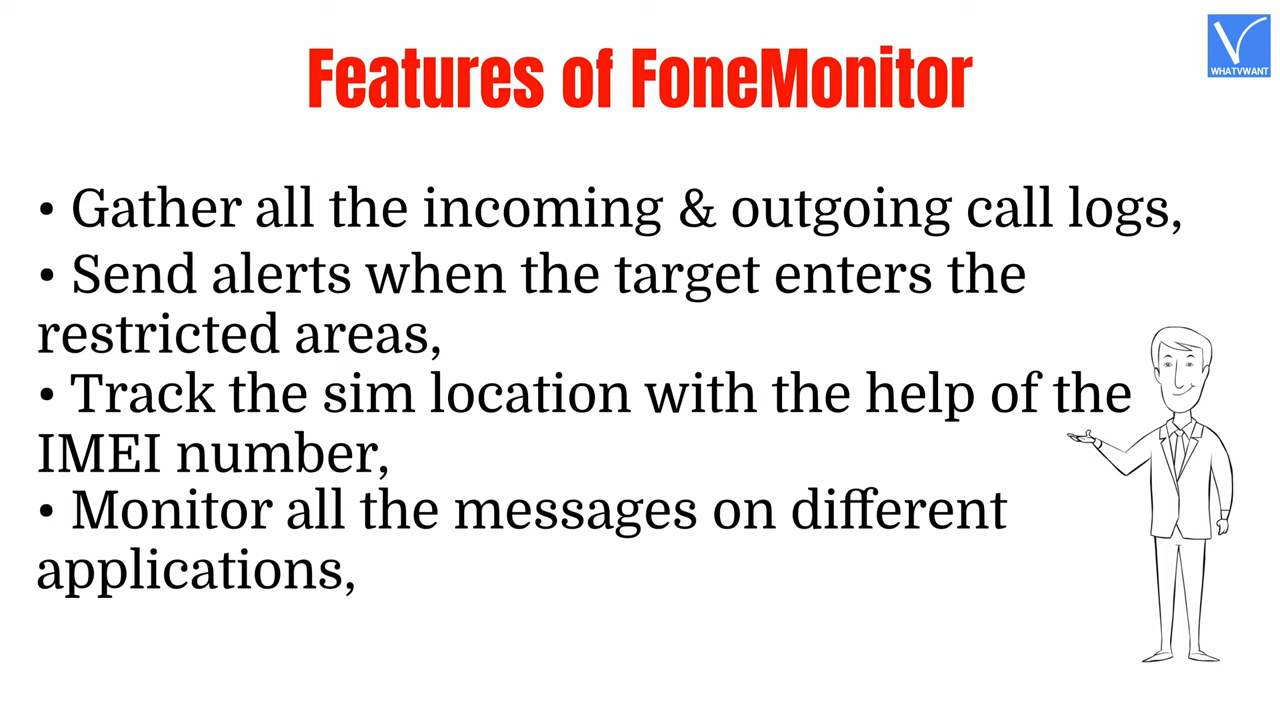 WHATVWANT
Features of FoneMonitor
• Gather all the incoming & outgoing call logs,
• Send alerts when the target enters the
restricted areas,
• Track the sim location with the help of the
IMEI number,
• Monitor all the messages on different
applications,